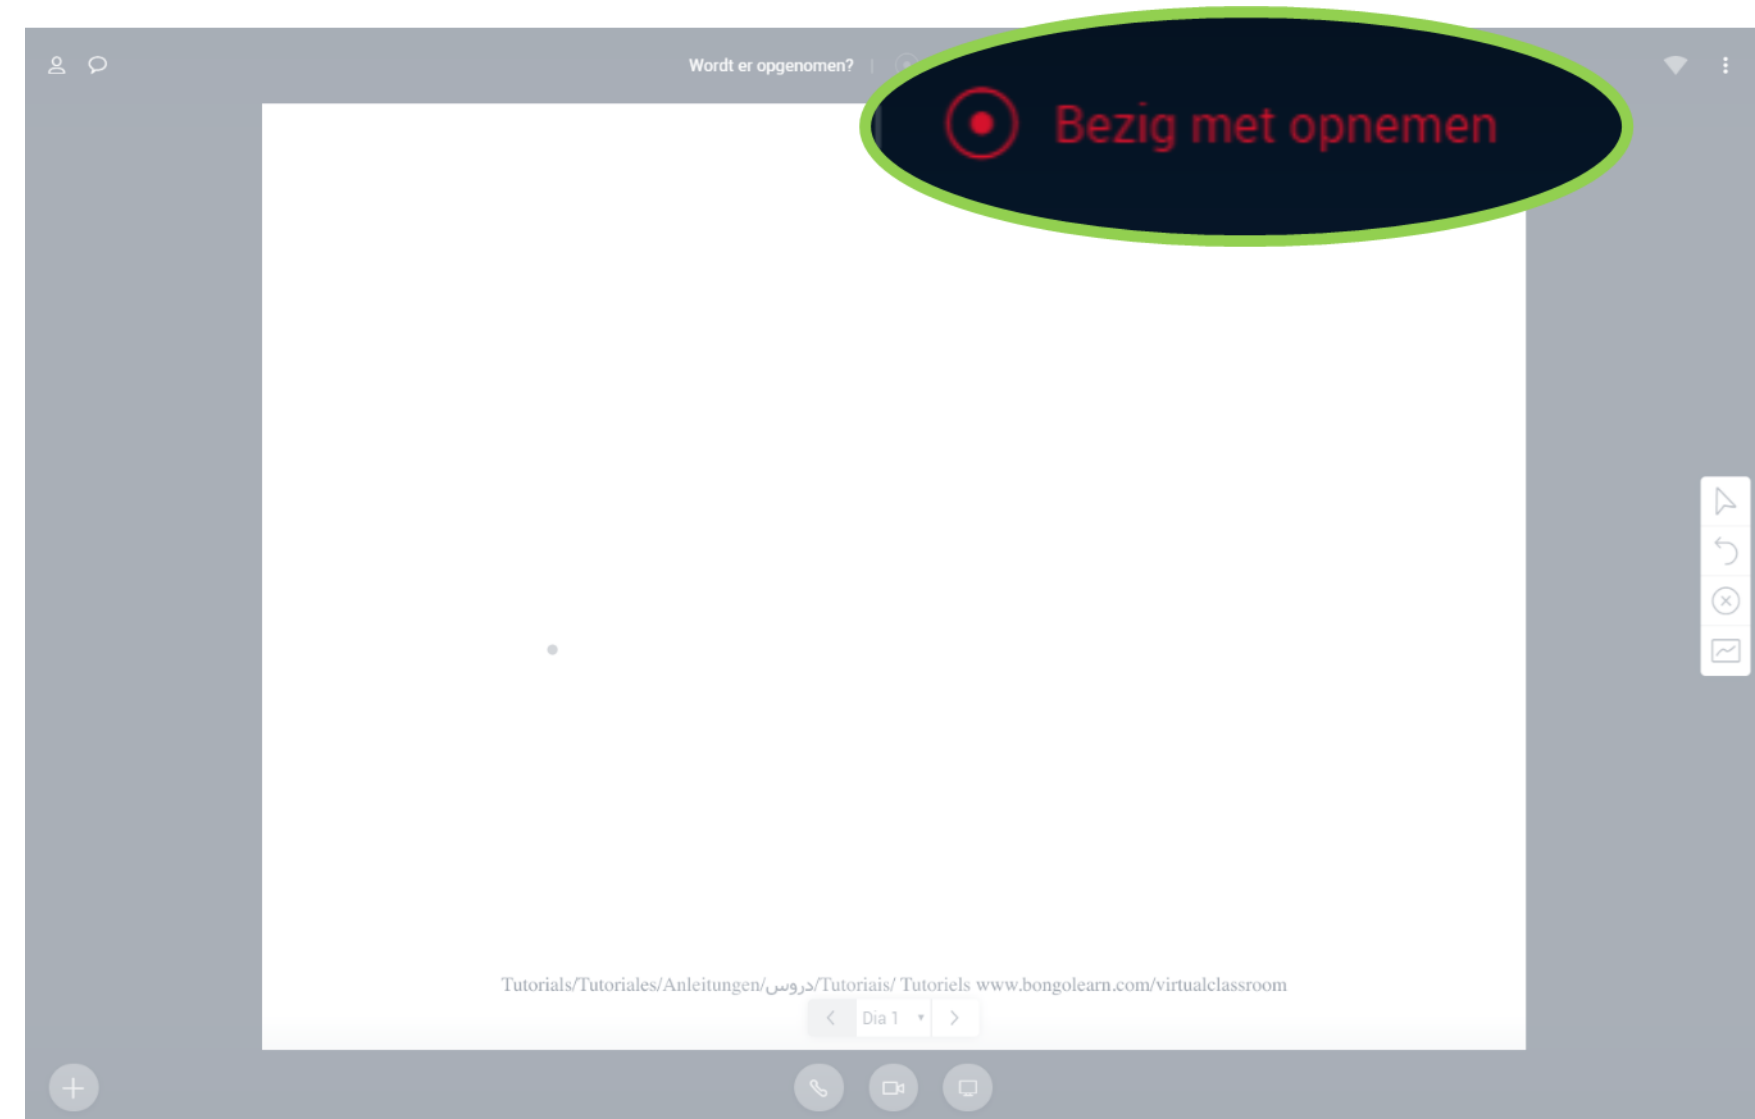 Wordt er opgenomen?
Bezig met opnemen
Tutorials/Tutoriales/Anleitungen/دروس/Tutoriais/ Tutoriels www.bongolearn.com/virtualclassroom
Dia 1